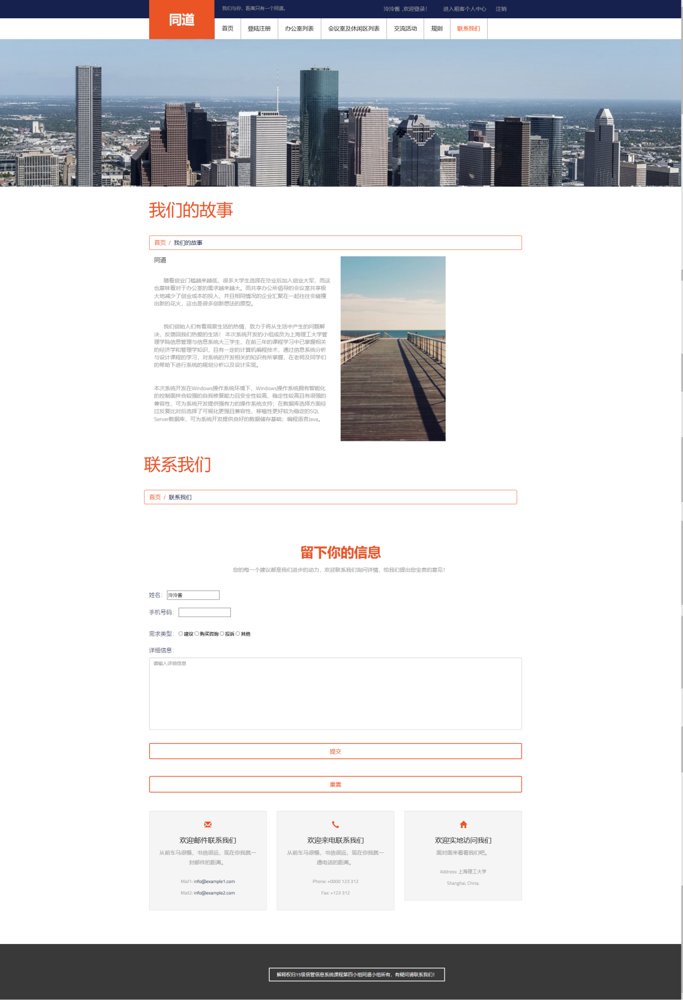 同道
我们与你，距离只有一个同道。
泠泠酱 ,欢迎登录！
进入租客个人中心
注销
首页
登陆注册
办公室列表
会议室及休闲区列表
交流活动
规则
联系我们
我们的故事
首页 / 我们的故事
同道
随着创业门槛越来越低，很多大学生选择在毕业后加入创业大军，而这
也意味着对于办公室的需求越来越大。而共享办公所倡导的会议室共享极
大地减少了创业成本的投入，并且相同情况的企业汇聚在一起往往会碰撞
出新的花火，这也是很多创新想法的原型。
我们创始人们有着观察生活的热情，致力于将从生活中产生的问题解
决，反馈回我们热爱的生活！ 本次系统开发的小组成员为上海理工大学管
理学院信息管理与信息系统大三学生，在前三年的课程学习中已掌握相关
的经济学和管理学知识，且有一定的计算机编程技术，通过信息系统分析
与设计课程的学习，对系统的开发相关的知识有所掌握，在老师及同学们
的帮助下进行系统的规划分析以及设计实现。
本次系统开发在Windows操作系统环境下，Windows操作系统拥有智能化
的控制面拌合较强的自我修复能力且安全性较高、稳定性较高且有很强的
兼容性，可为系统开发提供强有力的操作系统支持；在数据库选择方面经
过反复比对后选择了可视化更强且兼容性、移植性更好较为稳定的SQL
Server数据库，可为系统开发提供良好的数据储存基础；编程语言Java。
联系我们
首页 / 联系我们
留下你的信息
您的每一个建议都是我们进步的动力，欢迎联系我们询问详情，给我们提出您宝贵的意见！
姓名： 泠泠酱
手机号码：
需求类型： 建议 购买咨询 投诉 其他
详细信息：
请输入详细信息
提交
重置
欢迎邮件联系我们
从前车马很慢，书信很远，现在你我就一
封邮件的距离。
Mail1: info@example1.com
Mail2: info@example2.com
欢迎来电联系我们
从前车马很慢，书信很远，现在你我就一
通电话的距离。
Phone: +0000 123 312
Fax: +123 312
欢迎实地访问我们
面对面来看看我们吧。
Address: 上海理工大学
Shanghai, China.
解释权归15级信管信息系统课程第四小组同道小组所有，有疑问请联系我们！